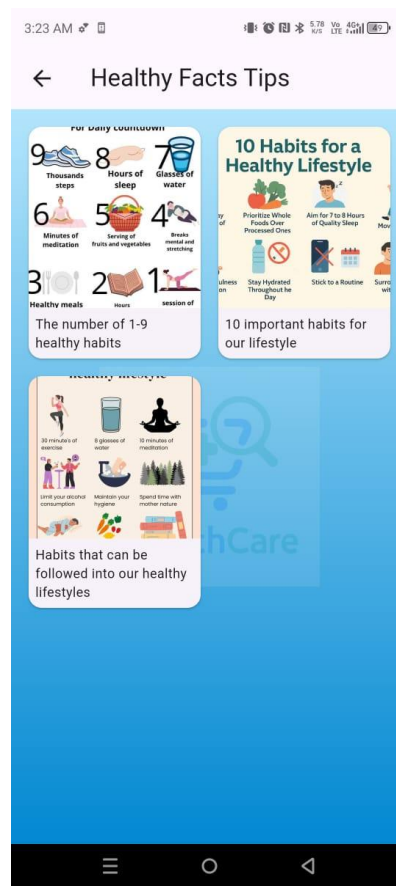 3:23 AM
5.78 K/S Vo LTE 4G+ 49
Healthy Facts Tips
For Daily countdown
9 8 7
Thousands steps
Hours of sleep
Glasses of water
6 5 4
Minutes of meditation
Serving of fruits and vegetables
Breaks mental and stretching
3 2 1
Healthy meals
Hours
session of
The number of 1-9
healthy habits
10 Habits for a
Healthy Lifestyle
Prioritize Whole
Foods Over
Processed Ones
Aim for 7 to 8 Hours
of Quality Sleep
Stay Hydrated
Throughout he
Day
Stick to a Routine
10 important habits for
our lifestyle
healthy lifestyle
30 minutes of
exercise
8 glasses of
water
10 minutes of
meditation
Limit your alcohol
consumption
Maintain your
hygiene
Spend time with
mother nature
Habits that can be
followed into our healthy
lifestyles
hCare